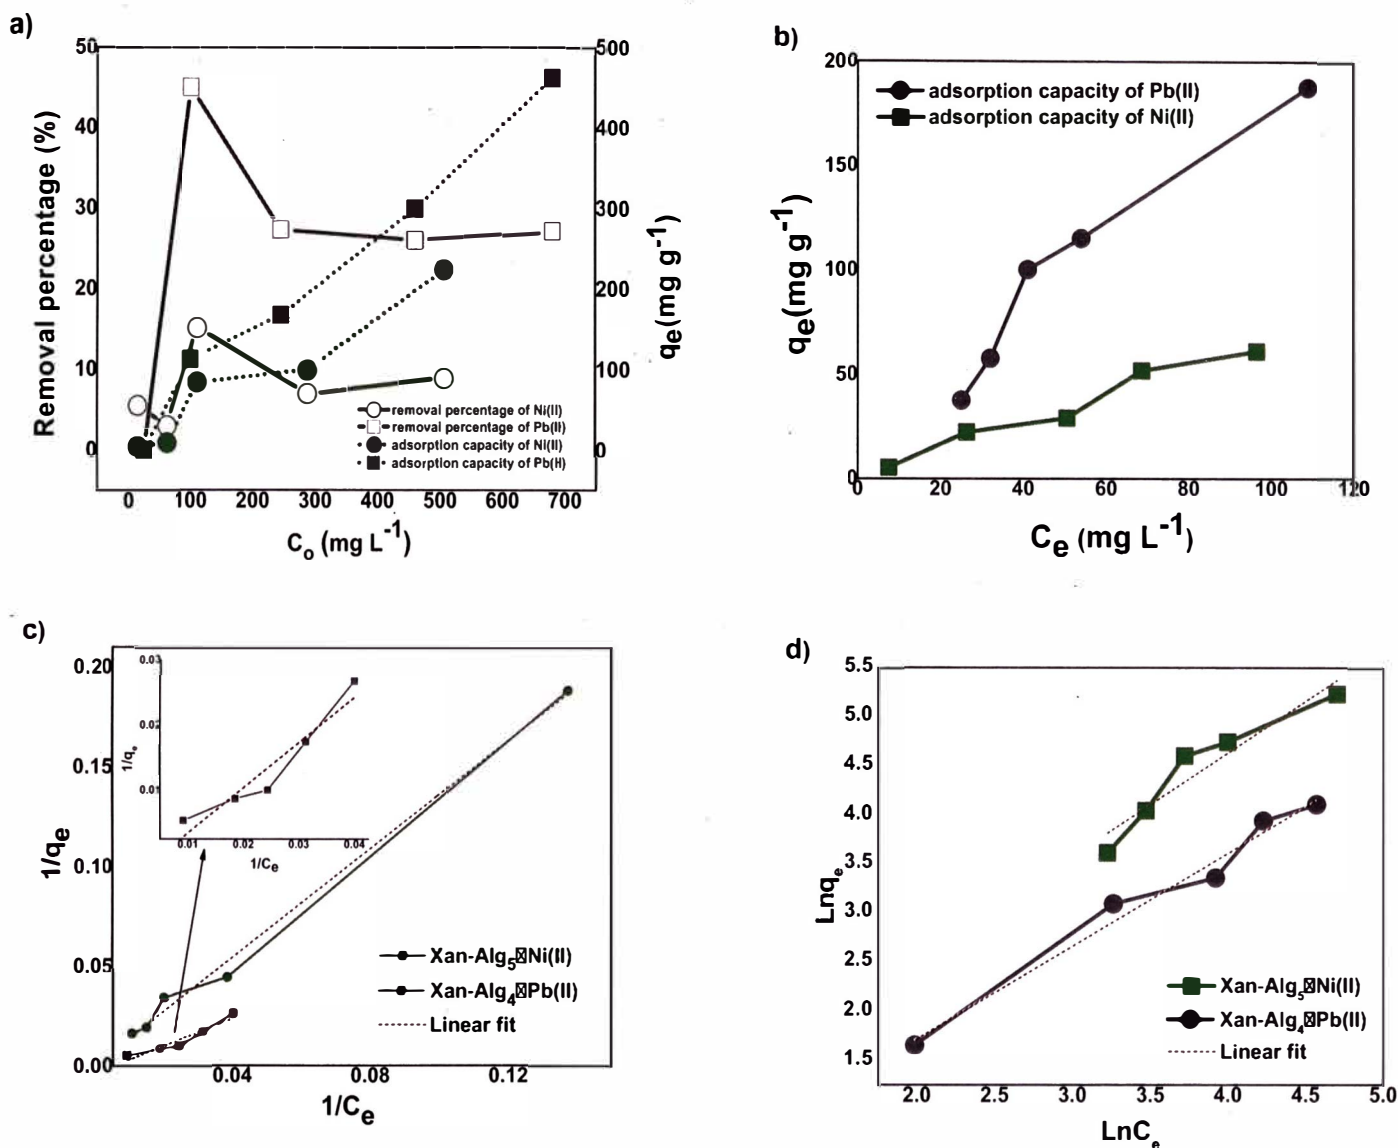 a)
50
40
30
20
10
0
Removal percentage (%)
500
400
300
200
100
0
qe(mg g-1)
removal percentage of Ni(II)
removal percentage of Pb(II)
adsorption capacity of Ni(II)
adsorption capacity of Pb(II)
0 100 200 300 400 500 600 700
Co (mg L-1)
b)
200
150
100
50
0
qe(mg g-1)
adsorption capacity of Pb(II)
adsorption capacity of Ni(II)
0 20 40 60 80 100 120
Ce (mg L-1)
c)
0.20
0.15
0.10
0.05
0.00
1/qe
0.03
0.02
0.01
1/qe
0.01 0.02 0.03 0.04
1/Ce
Xan-Alg5▯Ni(II)
Xan-Alg4▯Pb(II)
Linear fit
0.04 0.08 0.12
1/Ce
d)
5.5
5.0
4.5
4.0
3.5
3.0
2.5
2.0
1.5
Lnqe
Xan-Alg5▯Ni(II)
Xan-Alg4▯Pb(II)
Linear fit
2.0 2.5 3.0 3.5 4.0 4.5 5.0
LnCe